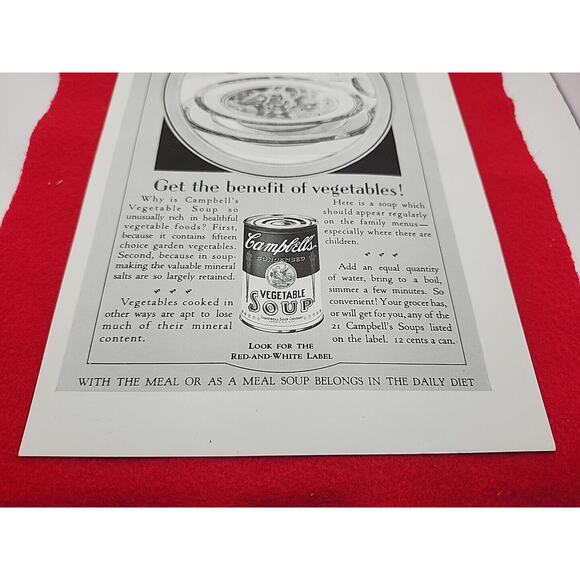 Get the benefit of vegetables!
Why is Campbell's
Vegetable Soup so
unusually rich in healthful
vegetable foods? First,
because it contains fifteen
choice garden vegetables.
Second, because in soup-
making the valuable mineral
salts are so largely retained.
Vegetables cooked in
other ways are apt to lose
much of their mineral
content.
Campbell's
CONDENSED
VEGETABLE
SOUP
LOOK FOR THE
RED-AND-WHITE LABEL
Here is a soup which
should appear regularly
on the family menus—
especially where there are
children.
Add an equal quantity
of water, bring to a boil,
simmer a few minutes. So
convenient! Your grocer has,
or will get for you, any of the
21 Campbell's Soups listed
on the label. 12 cents a can.
WITH THE MEAL OR AS A MEAL SOUP BELONGS IN THE DAILY DIET